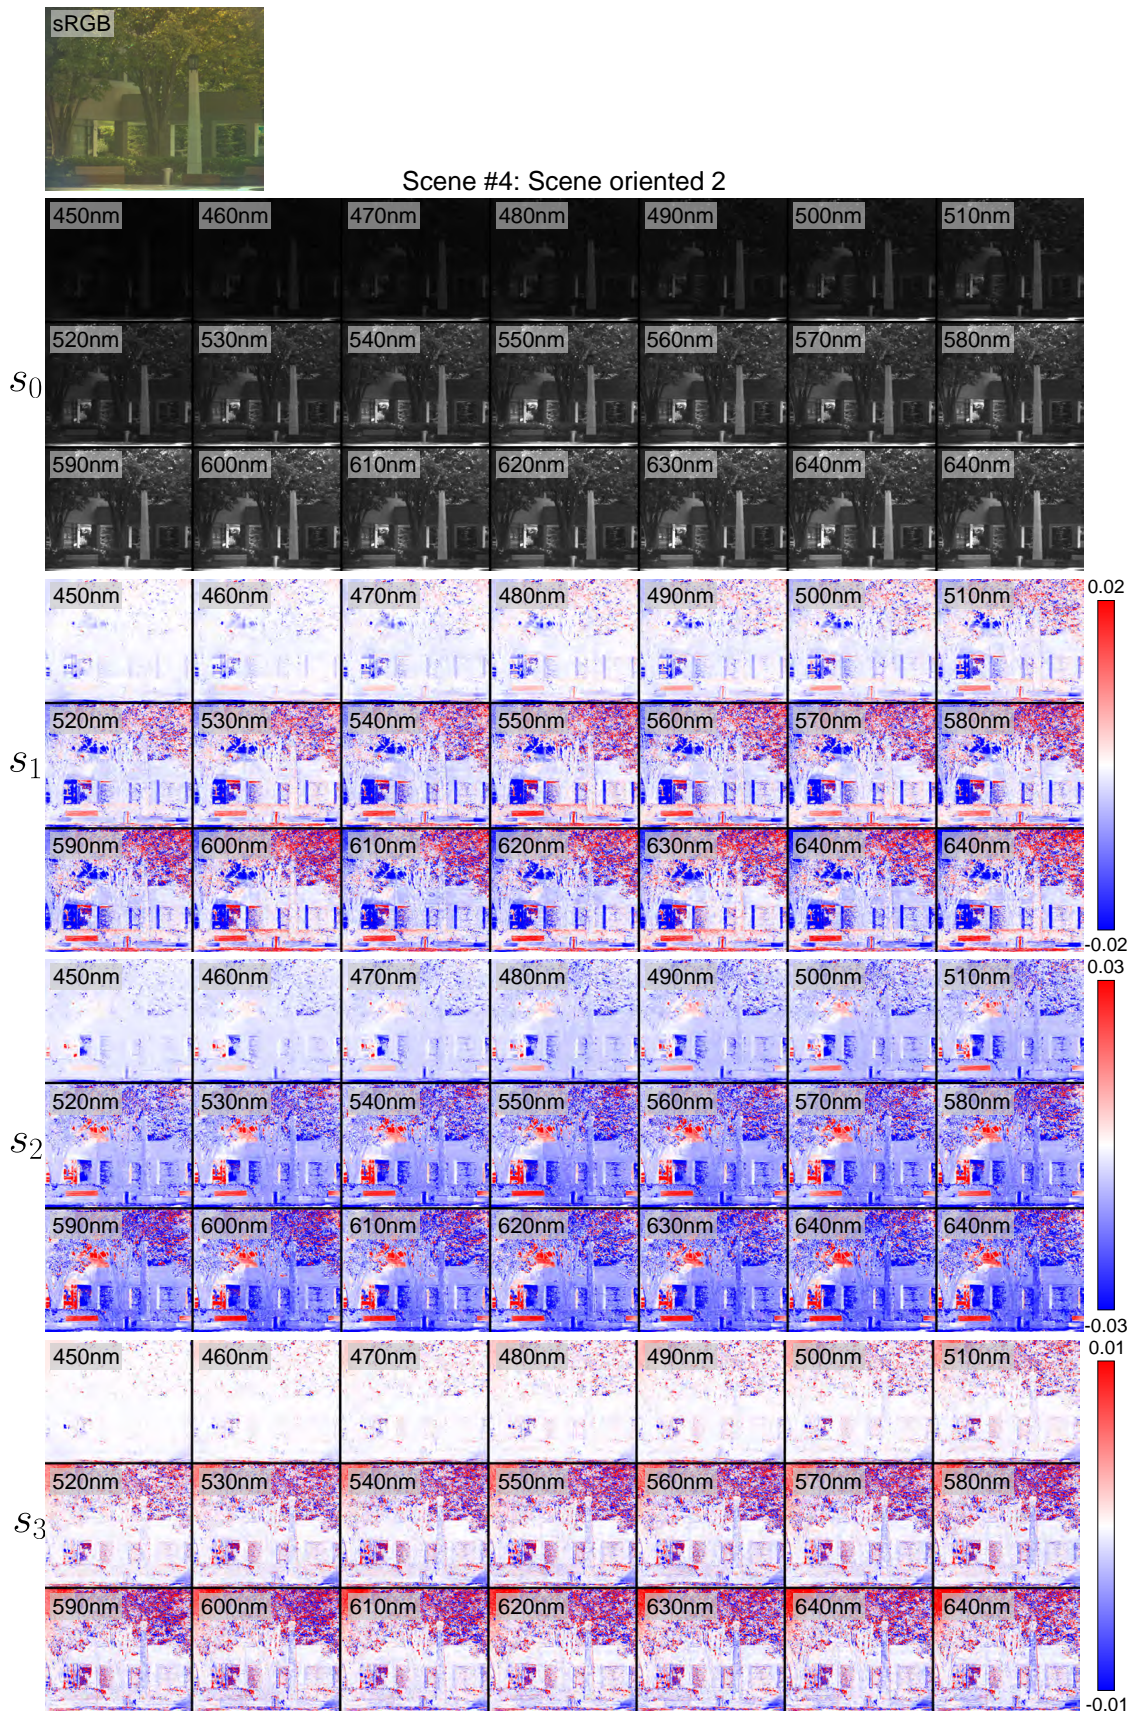 sRGB
Scene #4: Scene oriented 2
450nm 460nm 470nm 480nm 490nm 500nm 510nm
520nm 530nm 540nm 550nm 560nm 570nm 580nm
s0
590nm 600nm 610nm 620nm 630nm 640nm 640nm
450nm 460nm 470nm 480nm 490nm 500nm 510nm 0.02
520nm 530nm 540nm 550nm 560nm 570nm 580nm
s1
590nm 600nm 610nm 620nm 630nm 640nm 640nm
-0.02
450nm 460nm 470nm 480nm 490nm 500nm 510nm 0.03
520nm 530nm 540nm 550nm 560nm 570nm 580nm
s2
590nm 600nm 610nm 620nm 630nm 640nm 640nm
-0.03
450nm 460nm 470nm 480nm 490nm 500nm 510nm 0.01
520nm 530nm 540nm 550nm 560nm 570nm 580nm
s3
590nm 600nm 610nm 620nm 630nm 640nm 640nm
-0.01